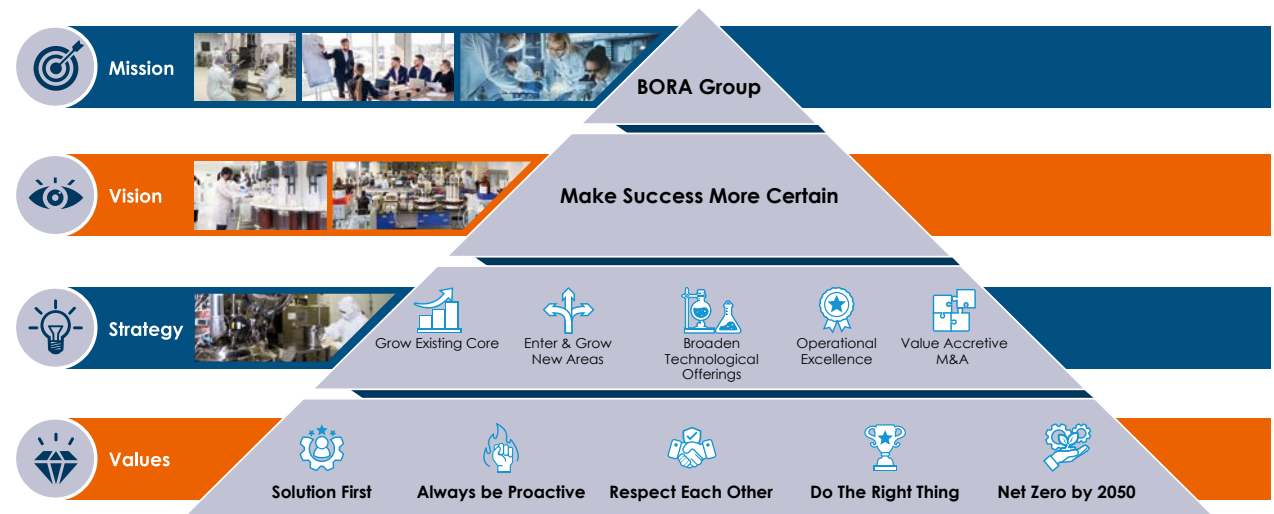 Mission
BORA Group
Vision
Make Success More Certain
Strategy
Grow Existing Core
Enter & Grow
New Areas
Broaden
Technological
Offerings
Operational
Excellence
Value Accretive
M&A
Values
Solution First
Always be Proactive
Respect Each Other
Do The Right Thing
Net Zero by 2050